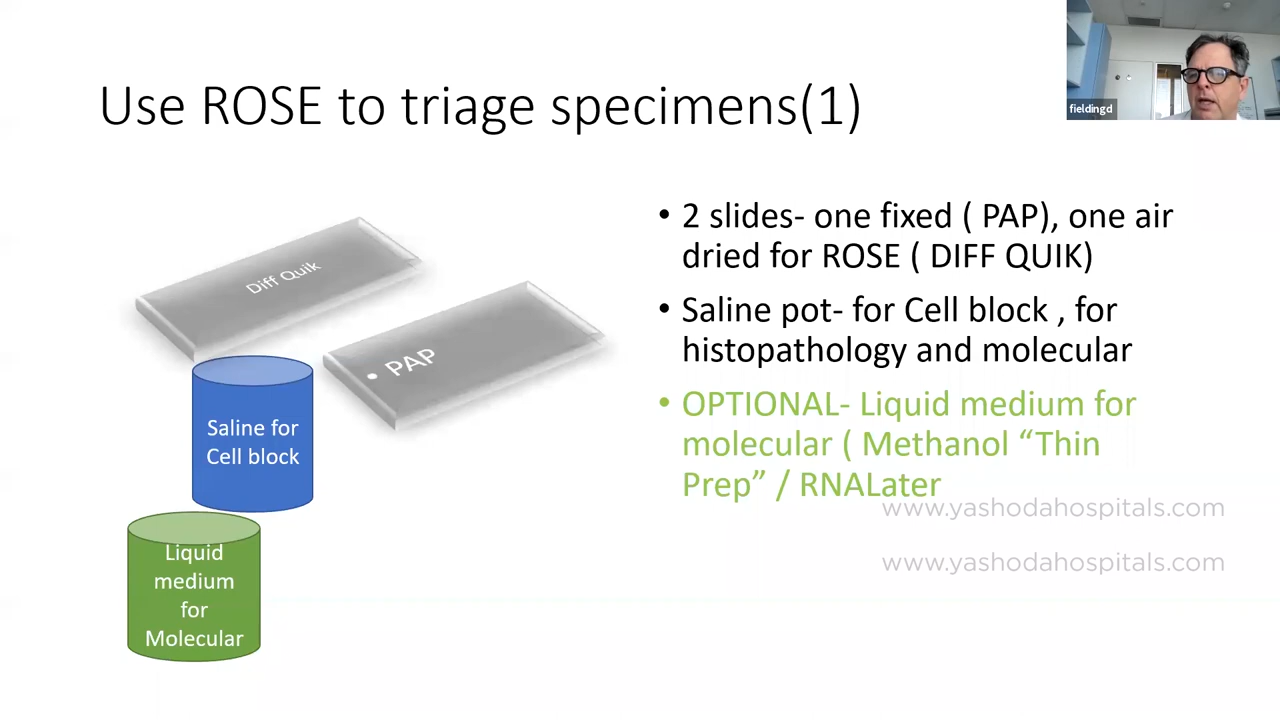 fieldingd
Use ROSE to triage specimens(1)
Diff Quik
PAP
Saline for
Cell block
Liquid
medium
for
Molecular
• 2 slides- one fixed ( PAP), one air
dried for ROSE ( DIFF QUIK)
• Saline pot- for Cell block , for
histopathology and molecular
• OPTIONAL- Liquid medium for
molecular ( Methanol “Thin
Prep” / RNALater
www.yashodahospitals.com
www.yashodahospitals.com